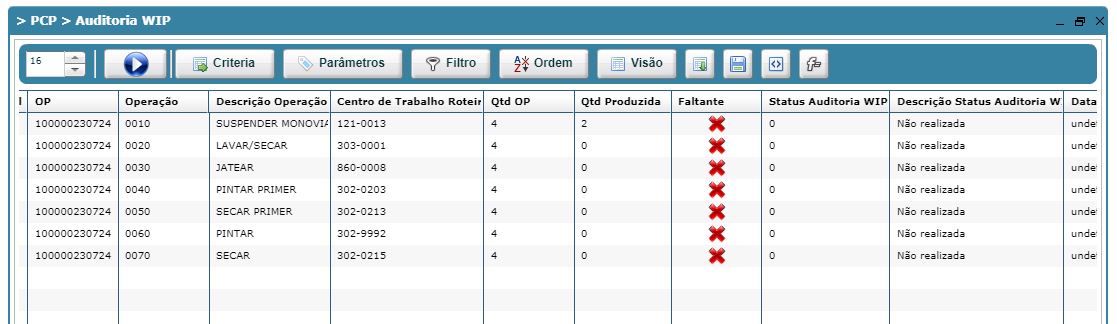 > PCP > Auditoria WIP
16 Criteria Parâmetros Filtro Ordem Visão
OP Operação Descrição Operação Centro de Trabalho Roteir Qtd OP Qtd Produzida Faltante Status Auditoria WIP Descrição Status Auditoria W Data
100000230724 0010 SUSPENDER MONOVIA 121-0013 4 2 0 Não realizada unde
100000230724 0020 LAVAR/SECAR 303-0001 4 0 0 Não realizada unde
100000230724 0030 JATEAR 860-0008 4 0 0 Não realizada unde
100000230724 0040 PINTAR PRIMER 302-0203 4 0 0 Não realizada unde
100000230724 0050 SECAR PRIMER 302-0213 4 0 0 Não realizada unde
100000230724 0060 PINTAR 302-9992 4 0 0 Não realizada unde
100000230724 0070 SECAR 302-0215 4 0 0 Não realizada unde